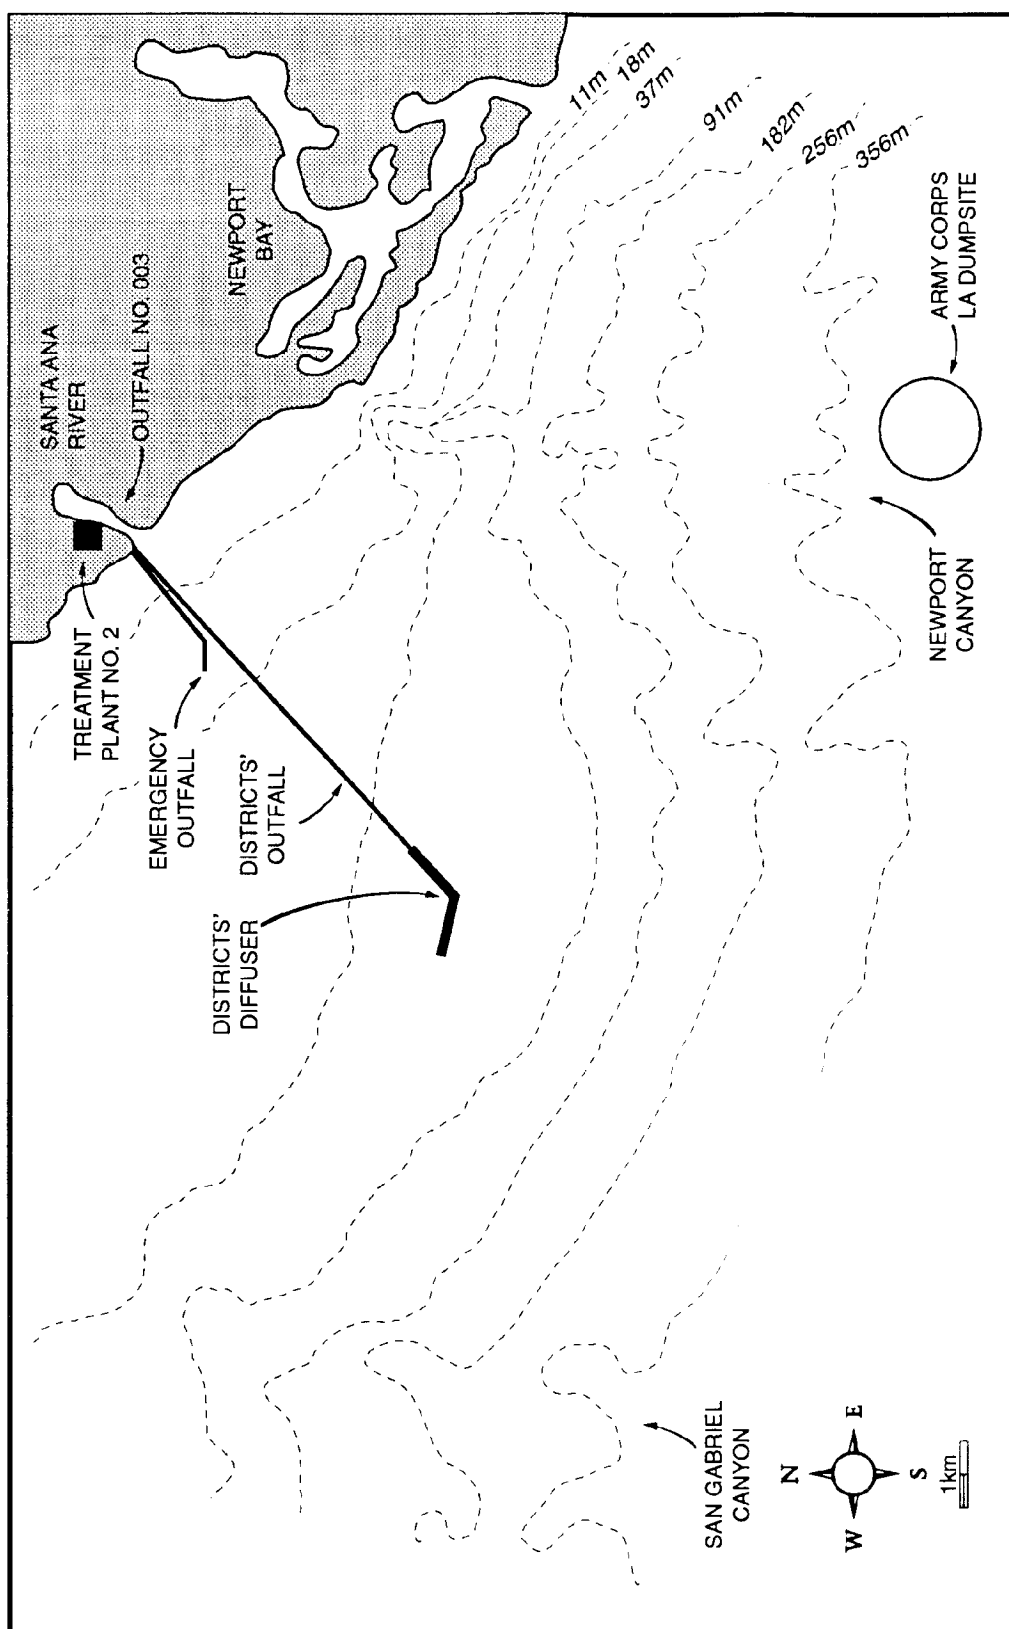 SANTA ANA
RIVER
OUTFALL NO. 003
NEWPORT
BAY
TREATMENT
PLANT NO. 2
EMERGENCY
OUTFALL
DISTRICTS'
OUTFALL
DISTRICTS'
DIFFUSER
11m
18m
37m
91m
182m
256m
356m
ARMY CORPS
LA DUMPSITE
NEWPORT
CANYON
SAN GABRIEL
CANYON
N
W
E
S
1km